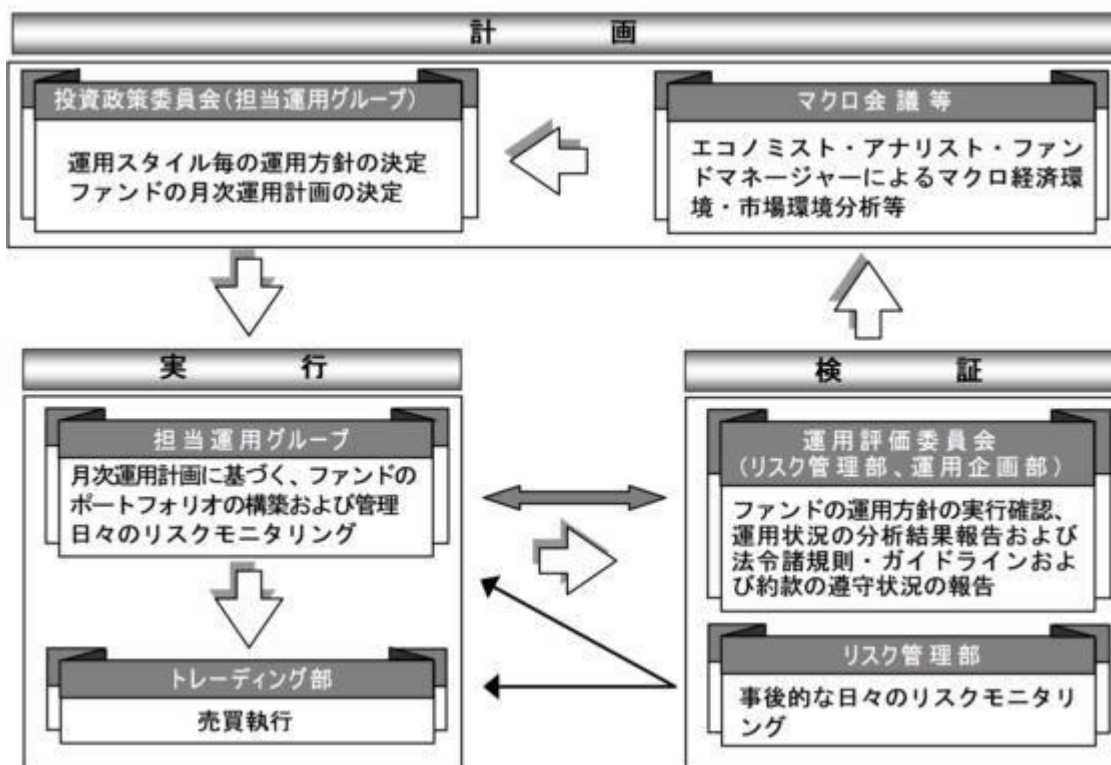 計　画
投資政策委員会(担当運用グループ)
運用スタイル毎の運用方針の決定
ファンドの月次運用計画の決定
マクロ会議等
エコノミスト・アナリスト・ファン
ドマネージャーによるマクロ経済環
境・市場環境分析等
実　行
担当運用グループ
月次運用計画に基づく、ファンドの
ポートフォリオの構築および管理
日々のリスクモニタリング
トレーディング部
売買執行
検　証
運用評価委員会
(リスク管理部、運用企画部)
ファンドの運用方針の実行確認、
運用状況の分析結果報告および
法令諸規則・ガイドラインおよ
び約款の遵守状況の報告
リスク管理部
事後的な日々のリスクモニタリ
ング